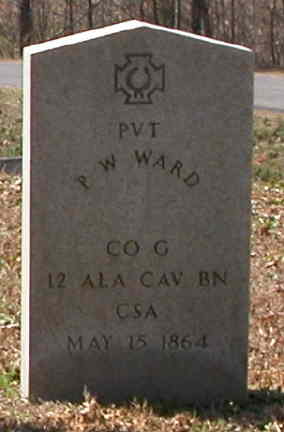 PVT
P W WARD
CO G
12 ALA CAV BN
CSA
MAY 15 1864